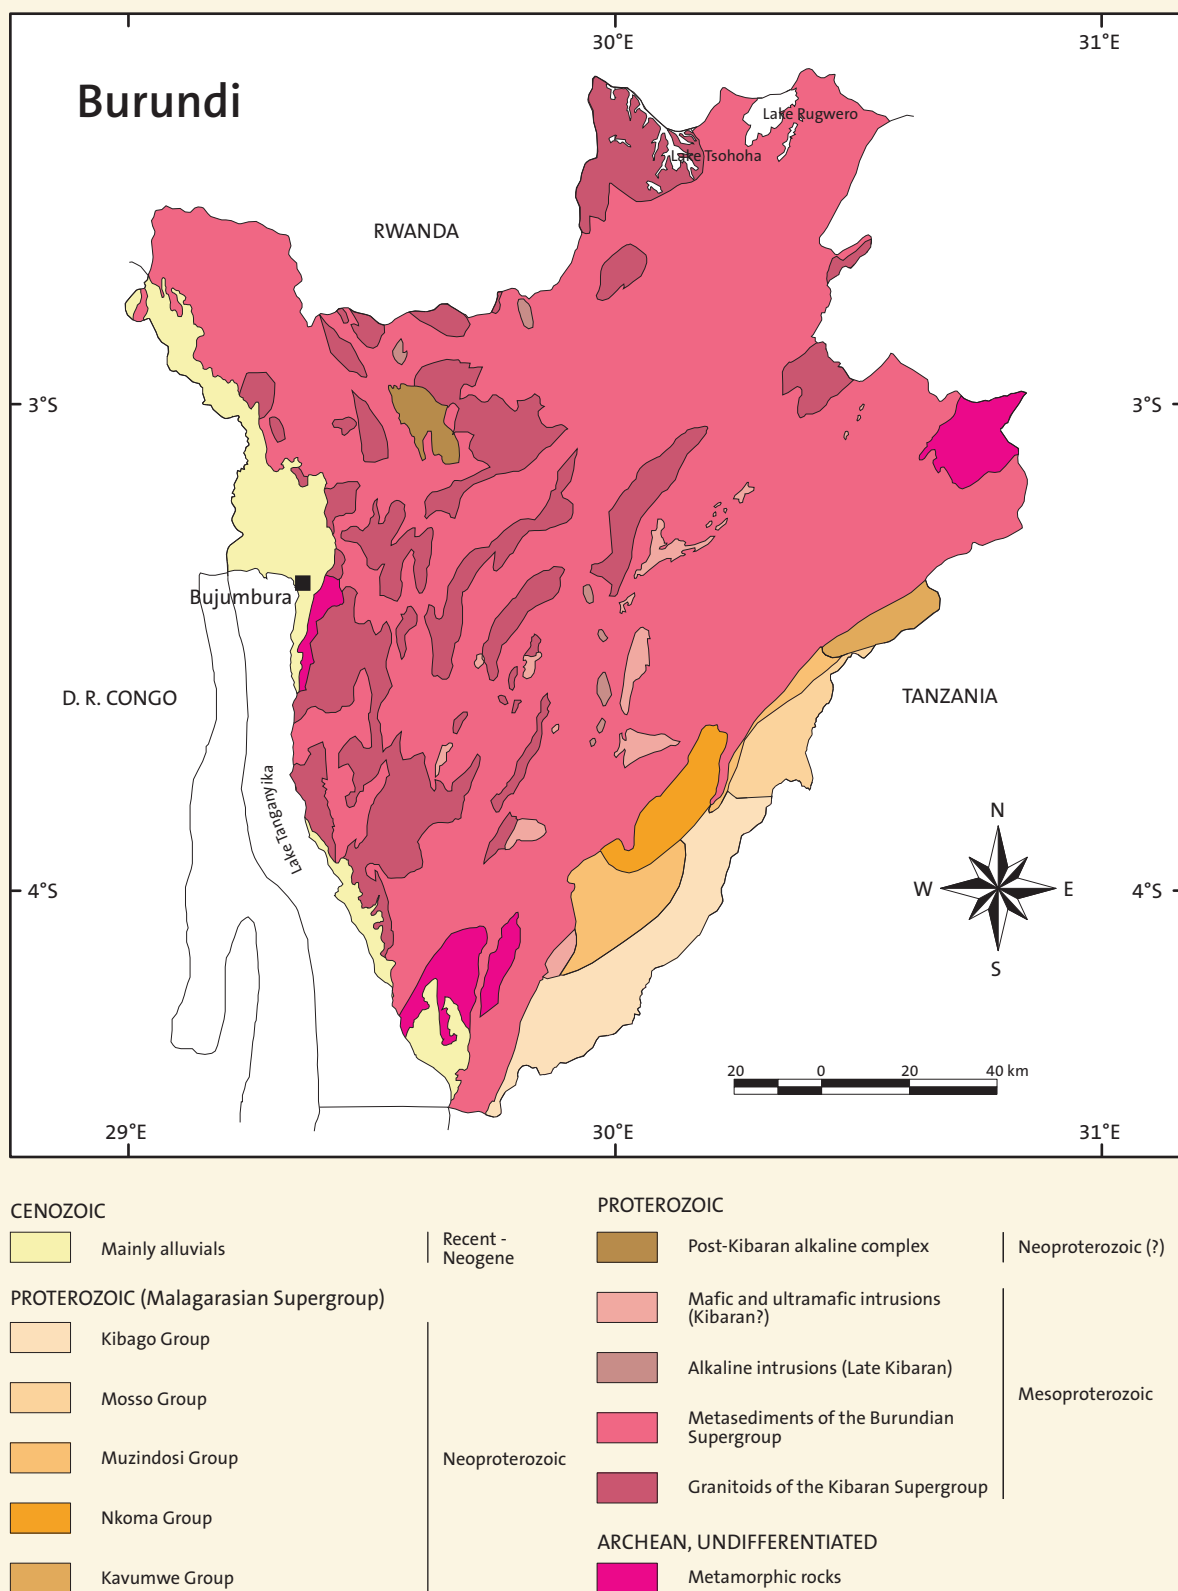 30°E
31°E
Burundi
Lake Rugwero
Lake Tsohoha
RWANDA
3°S
3°S
Bujumbura
D. R. CONGO
TANZANIA
Lake Tanganyika
N
4°S
W
E
4°S
S
20
0
20
40 km
29°E
30°E
31°E
CENOZOIC
Mainly alluvials
Recent -
Neogene
PROTEROZOIC (Malagarasian Supergroup)
Kibago Group
Mosso Group
Muzindosi Group
Neoproterozoic
Nkoma Group
Kavumwe Group
PROTEROZOIC
Post-Kibaran alkaline complex
Neoproterozoic (?)
Mafic and ultramafic intrusions
(Kibaran?)
Alkaline intrusions (Late Kibaran)
Mesoproterozoic
Metasediments of the Burundian
Supergroup
Granitoids of the Kibaran Supergroup
ARCHEAN, UNDIFFERENTIATED
Metamorphic rocks